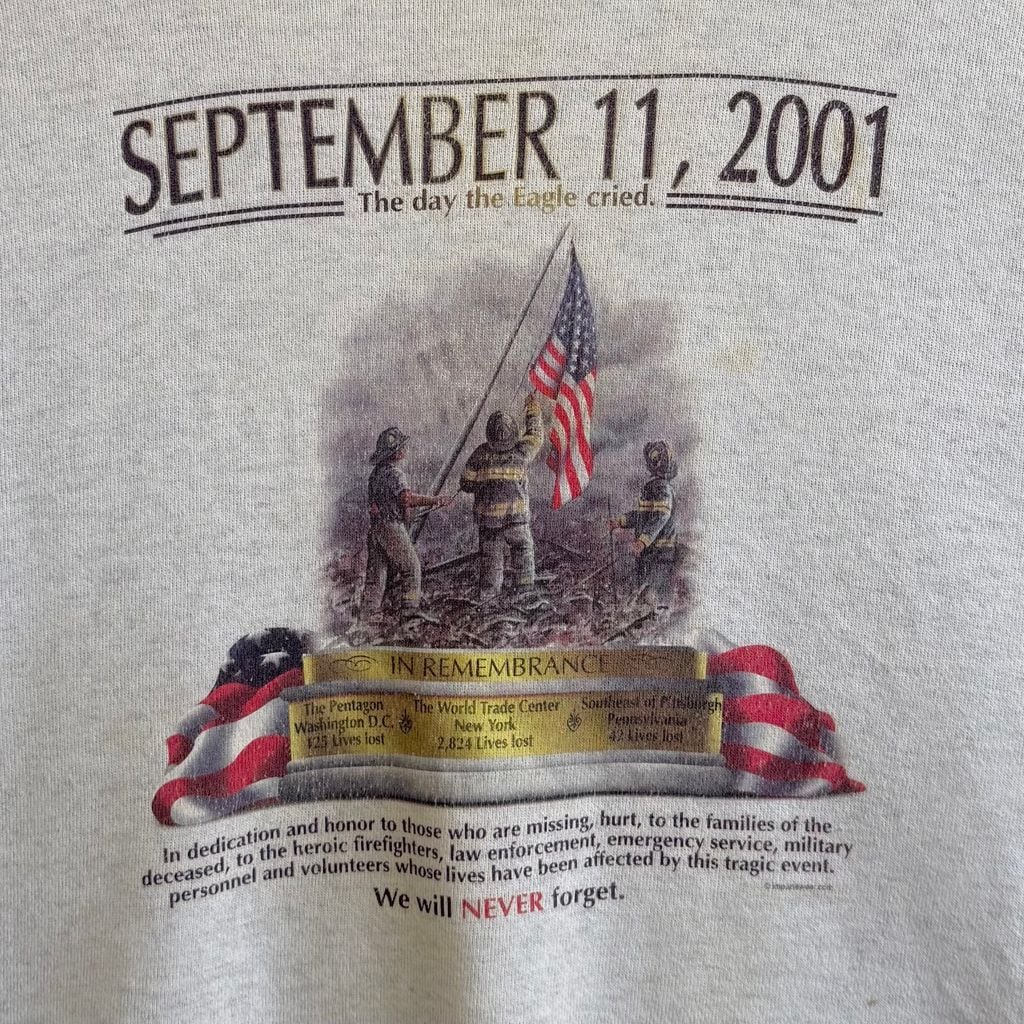 SEPTEMBER 11, 2001
The day the Eagle cried.
IN REMEMBRANCE
The Pentagon
Washington D.C.
125 Lives lost
The World Trade Center
New York
2,824 Lives lost
Southeast of Pittsburgh
Pennsylvania
42 Lives lost
In dedication and honor to those who are missing, hurt, to the families of the
deceased, to the heroic firefighters, law enforcement, emergency service, military
personnel and volunteers whose lives have been affected by this tragic event.
We will NEVER forget.